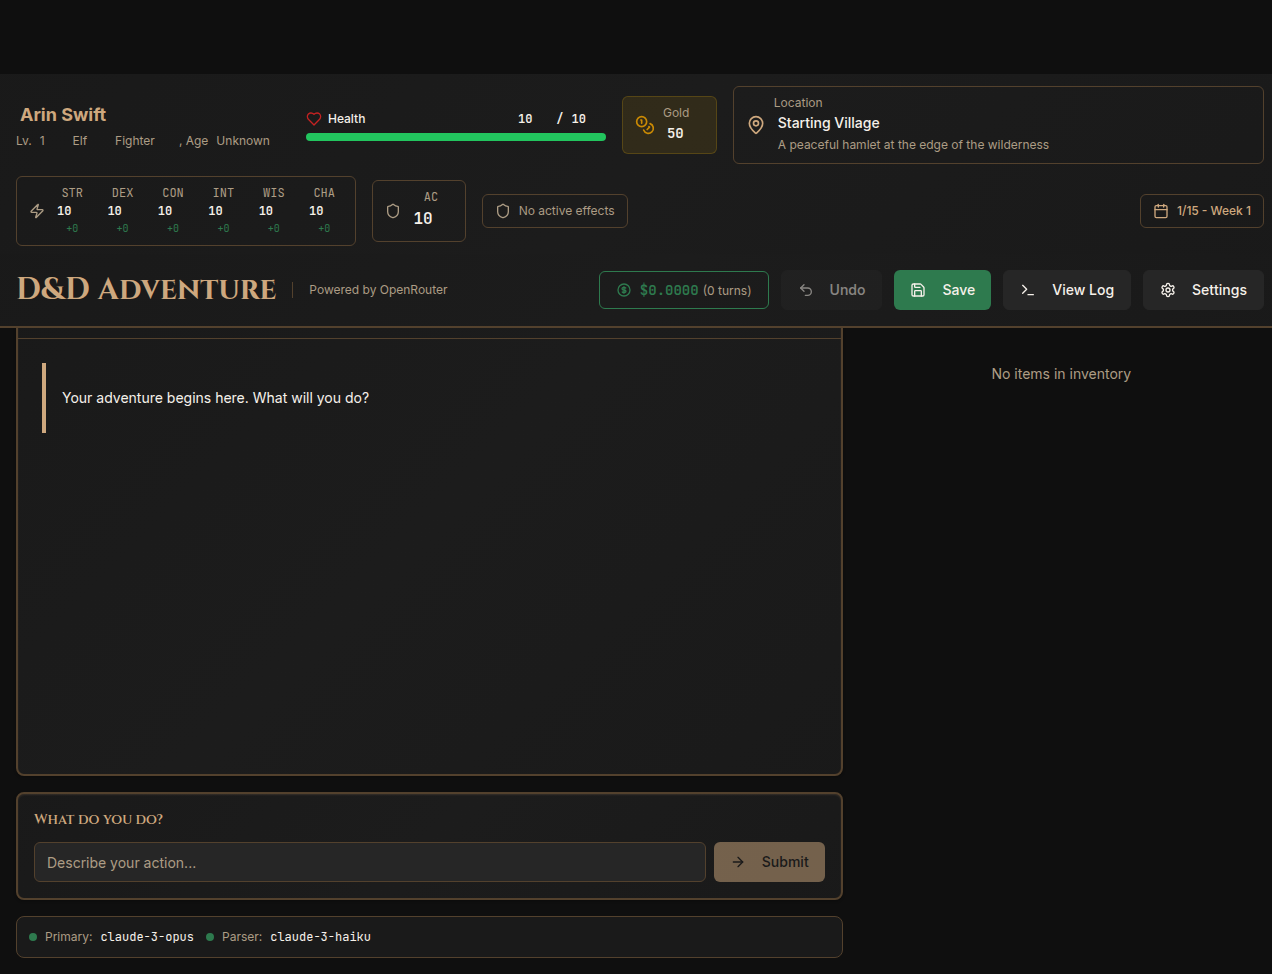 Arin Swift
Lv. 1 Elf Fighter , Age Unknown
Health 10 / 10
Gold
50
Location
Starting Village
A peaceful hamlet at the edge of the wilderness
STR DEX CON INT WIS CHA
10 10 10 10 10 10
+0 +0 +0 +0 +0 +0
AC
10
No active effects
1/15 - Week 1
D&D Adventure
Powered by OpenRouter
$0.0000 (0 turns)
Undo
Save
View Log
Settings
Your adventure begins here. What will you do?
No items in inventory
What do you do?
Describe your action...
Submit
Primary: claude-3-opus Parser: claude-3-haiku